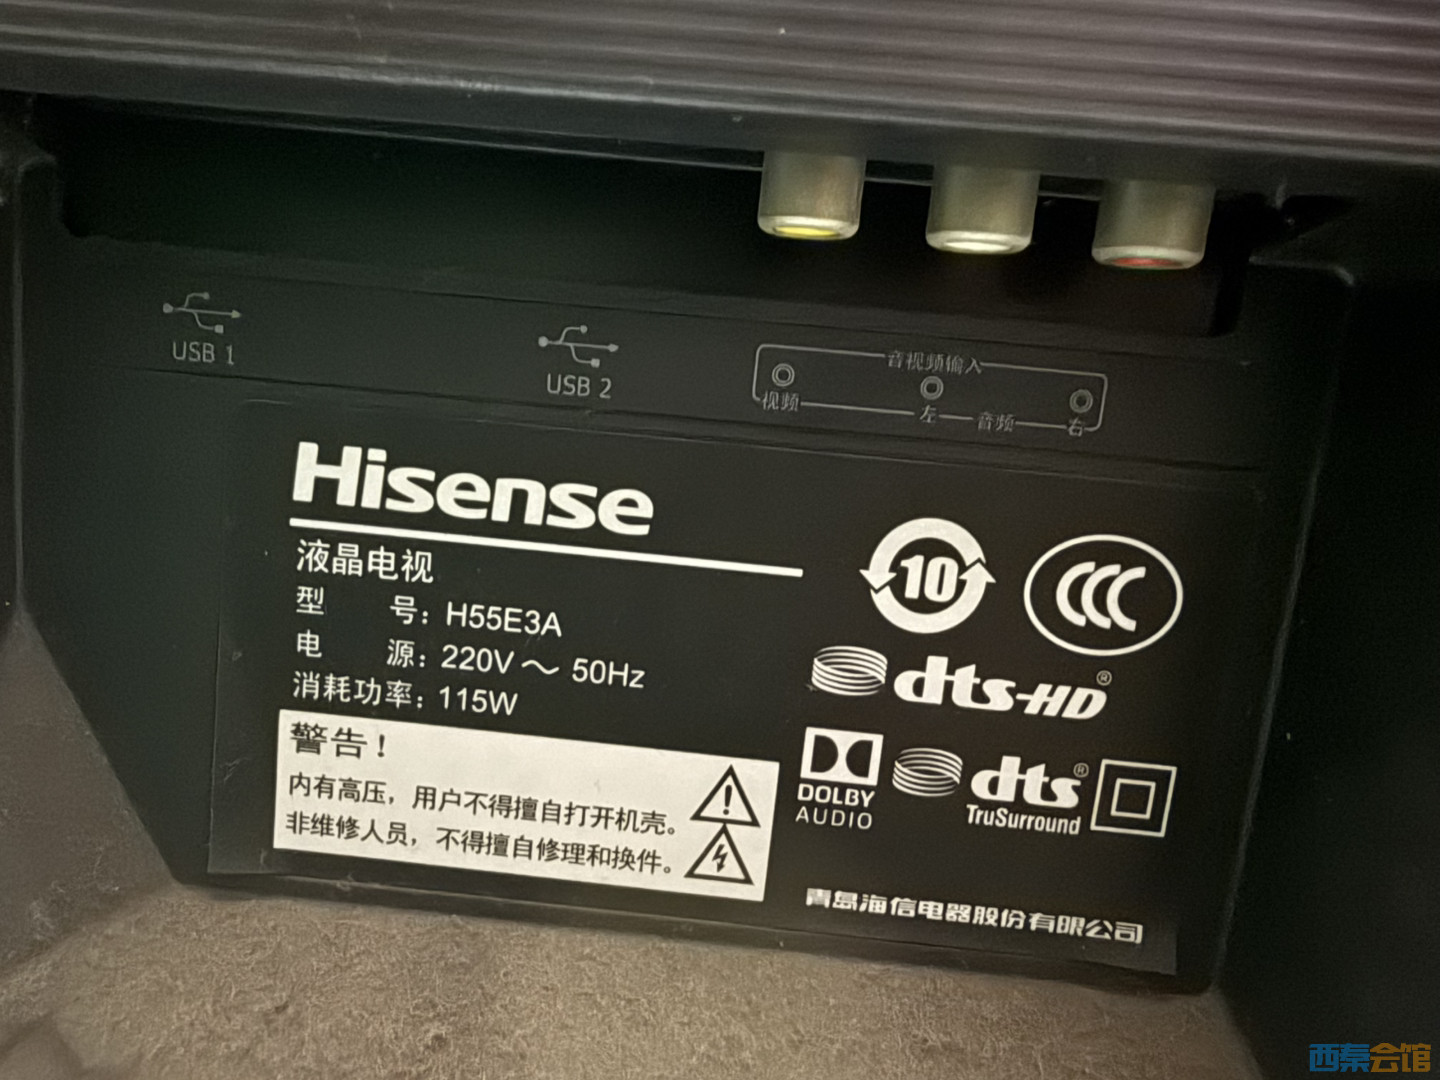 USB 1
USB 2
音视频输入
视频 左 音频 右
Hisense
液晶电视
型 号：H55E3A
电 源：220V～ 50Hz
消耗功率：115W
警告！
内有高压，用户不得擅自打开机壳。
非维修人员，不得擅自修理和换件。
10
CCC
dts-HD®
DOLBY
AUDIO
dts®
TruSurround
青岛海信电器股份有限公司
西秦会馆